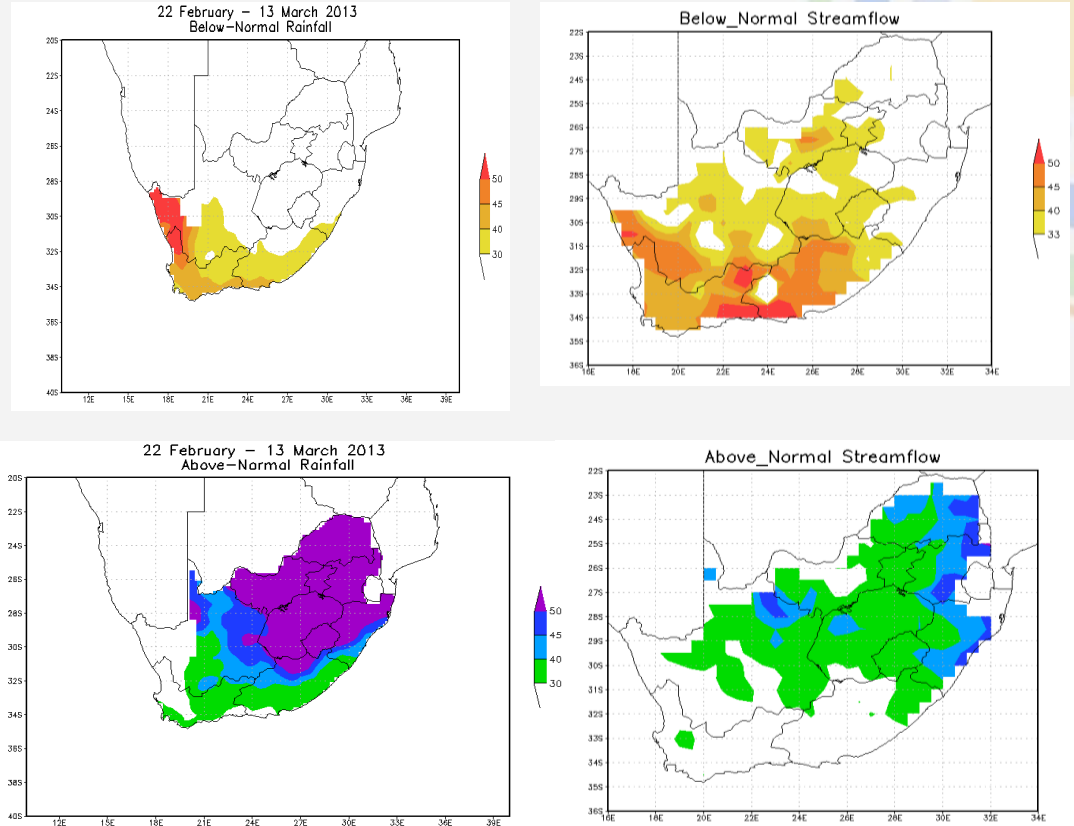 22 February - 13 March 2013
Below-Normal Rainfall
20S
22S
24S
26S
28S
30S
32S
34S
36S
38S
40S
12E 15E 18E 21E 24E 27E 30E 33E 36E 39E
50
45
40
30
Below_Normal Streamflow
22S
23S
24S
25S
26S
27S
28S
29S
30S
31S
32S
33S
34S
35S
36S
16E 18E 20E 22E 24E 26E 28E 30E 32E 34E
50
45
40
33
22 February - 13 March 2013
Above-Normal Rainfall
20S
22S
24S
26S
28S
30S
32S
34S
36S
38S
40S
12E 15E 18E 21E 24E 27E 30E 33E 36E 39E
50
45
40
30
Above_Normal Streamflow
22S
23S
24S
25S
26S
27S
28S
29S
30S
31S
32S
33S
34S
35S
36S
16E 18E 20E 22E 24E 26E 28E 30E 32E 34E